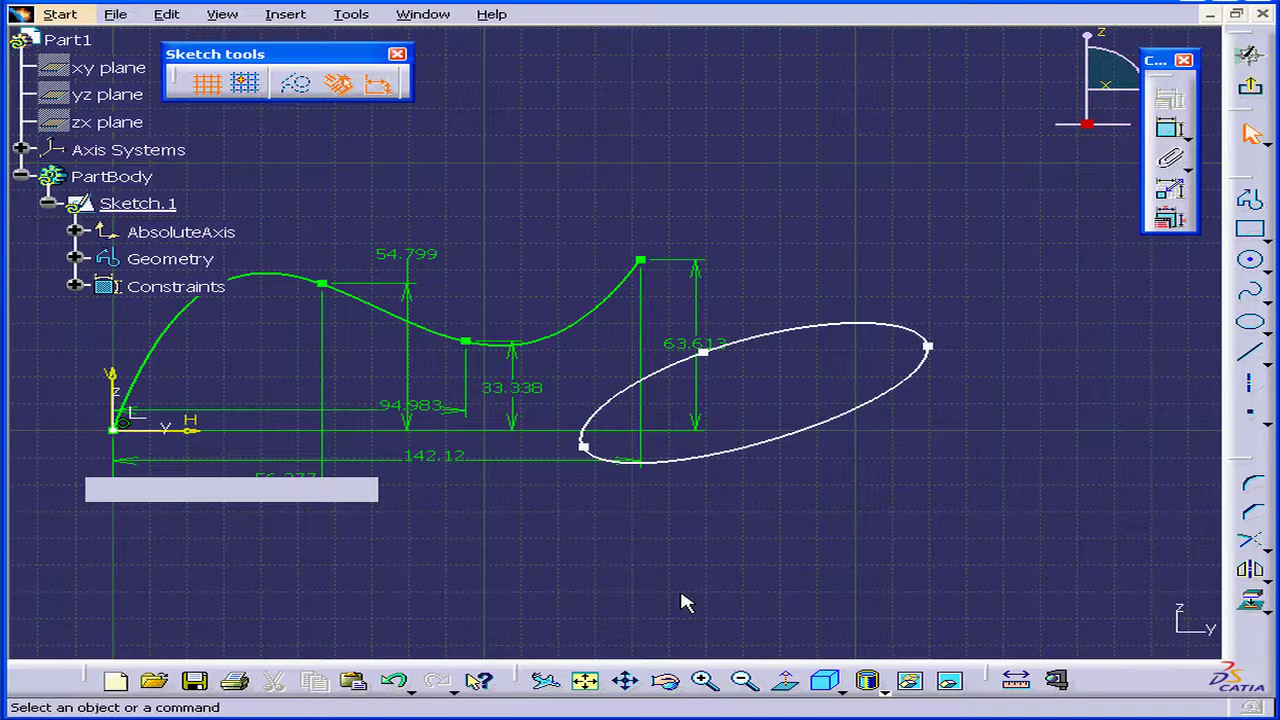 Start File Edit View Insert Tools Window Help
Part1
Sketch tools
C...
xy plane
yz plane
zx plane
Axis Systems
PartBody
Sketch.1
AbsoluteAxis
Geometry
Constraints
z
x
54.799
63.613
33.338
94.983
142.12
V
z
H
y
z
y
CATIA
Select an object or a command